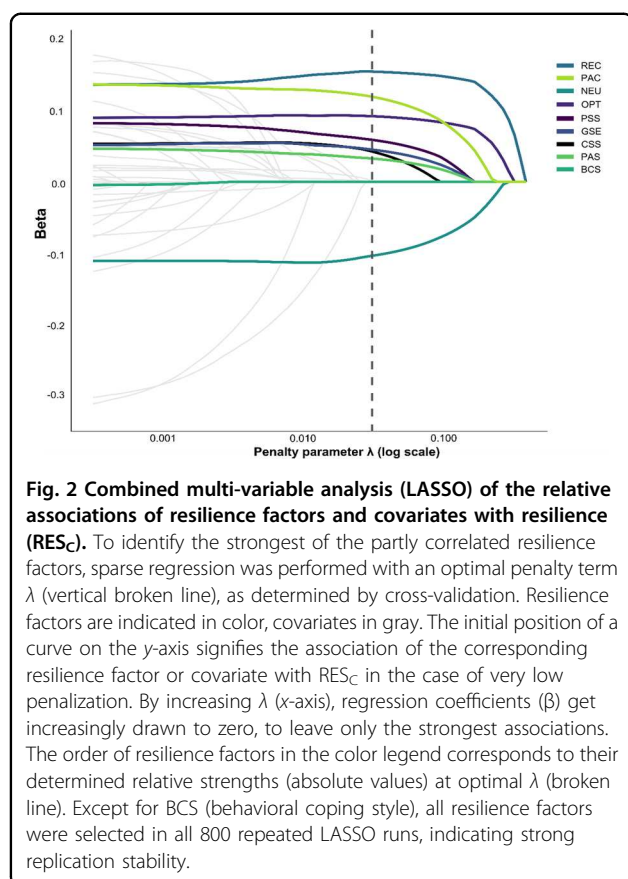 0.2
0.1
0.0
-0.1
-0.2
-0.3
Beta
0.001
0.010
0.100
Penalty parameter λ (log scale)
REC
PAC
NEU
OPT
PSS
GSE
CSS
PAS
BCS
Fig. 2 Combined multi-variable analysis (LASSO) of the relative
associations of resilience factors and covariates with resilience
(RESC). To identify the strongest of the partly correlated resilience
factors, sparse regression was performed with an optimal penalty term
λ (vertical broken line), as determined by cross-validation. Resilience
factors are indicated in color, covariates in gray. The initial position of a
curve on the y-axis signifies the association of the corresponding
resilience factor or covariate with RESC in the case of very low
penalization. By increasing λ (x-axis), regression coefficients (β) get
increasingly drawn to zero, to leave only the strongest associations.
The order of resilience factors in the color legend corresponds to their
determined relative strengths (absolute values) at optimal λ (broken
line). Except for BCS (behavioral coping style), all resilience factors
were selected in all 800 repeated LASSO runs, indicating strong
replication stability.